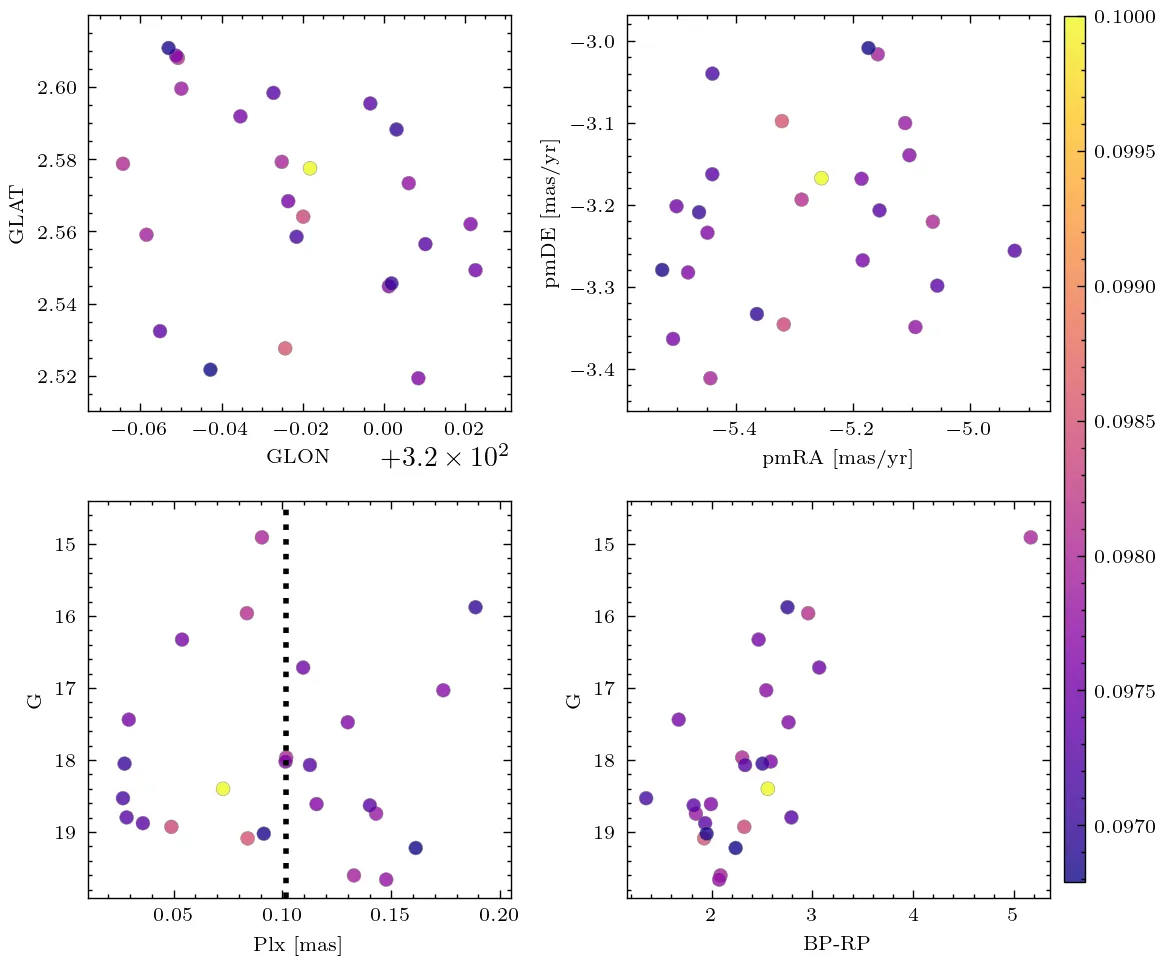 2.60
2.58
2.56
2.54
2.52
GLAT
−0.06 −0.04 −0.02 0.00 0.02
GLON
+3.2 × 10²
−3.0
−3.1
−3.2
−3.3
−3.4
pmDE [mas/yr]
−5.4 −5.2 −5.0
pmRA [mas/yr]
0.1000
0.0995
0.0990
0.0985
0.0980
0.0975
0.0970
15
16
17
18
19
G
0.05 0.10 0.15 0.20
Plx [mas]
15
16
17
18
19
G
2 3 4 5
BP-RP